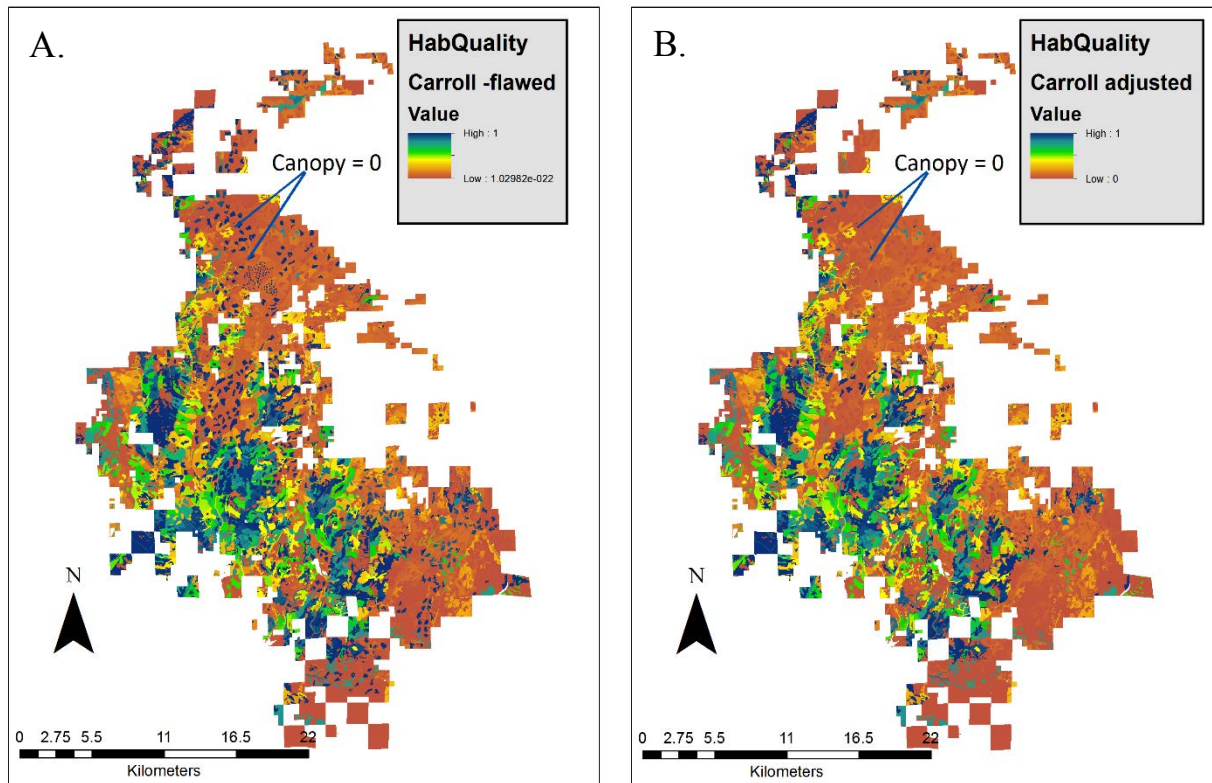 A.
HabQuality
Carroll -flawed
Value
High : 1
Low : 1.02982e-022
Canopy = 0
N
0 2.75 5.5 11 16.5 22
Kilometers
B.
HabQuality
Carroll adjusted
Value
High : 1
Low : 0
Canopy = 0
N
0 2.75 5.5 11 16.5 22
Kilometers